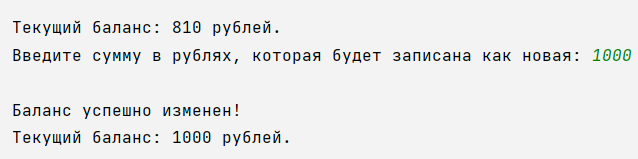 Текущий баланс: 810 рублей.
Введите сумму в рублях, которая будет записана как новая: 1000
Баланс успешно изменен!
Текущий баланс: 1000 рублей.